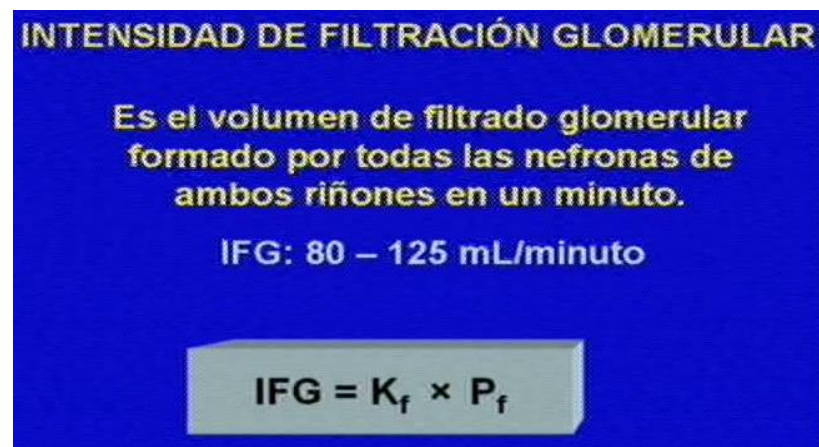 INTENSIDAD DE FILTRACIÓN GLOMERULAR
Es el volumen de filtrado glomerular
formado por todas las nefronas de
ambos riñones en un minuto.
IFG: 80 – 125 mL/minuto
IFG = Kf × Pf